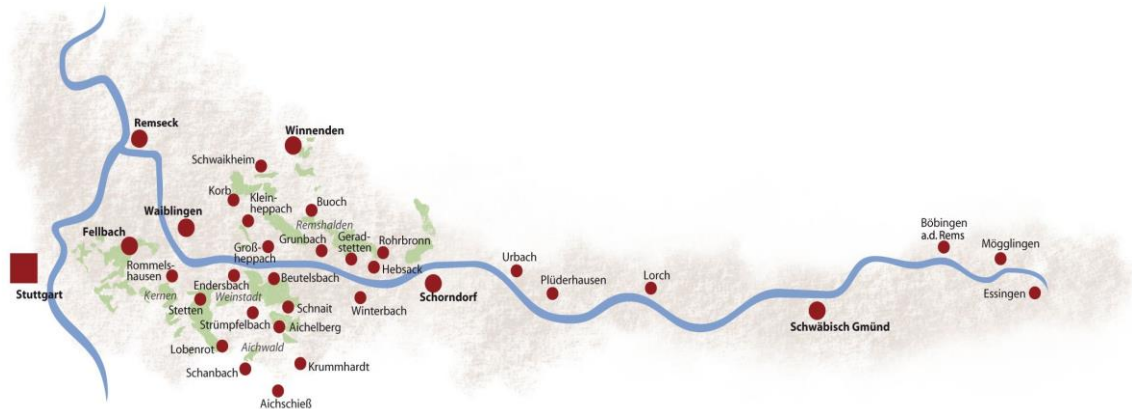 Remseck
Winnenden
Schwaikheim
Korb
Klein-
heppach
Buoch
Waiblingen
Remshalden
Fellbach
Groß-
heppach
Grunbach
Gerad-
stetten
Rohrbronn
Hebsack
Rommels-
hausen
Endersbach
Beutelsbach
Stuttgart
Kernen
Weinstadt
Stetten
Schnait
Winterbach
Schorndorf
Strümpfelbach
Aichelberg
Lobenrot
Aichwald
Schanbach
Krummhardt
Aichschieß
Urbach
Plüderhausen
Lorch
Schwäbisch Gmünd
Böbingen
a.d. Rems
Mögglingen
Essingen